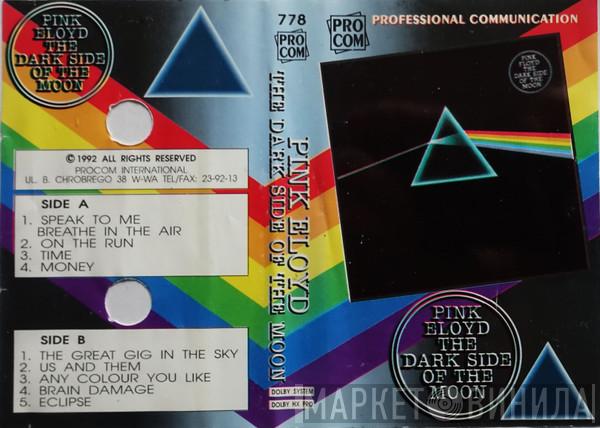 PINK
ELOYD
THE
DARK SIDE
OF THE
MOON
© 1992 ALL RIGHTS RESERVED
PROCOM INTERNATIONAL
UL. B. CHROBREGO 38 W-WA TEL/FAX: 23-92-13
SIDE A
1. SPEAK TO ME
BREATHE IN THE AIR
2. ON THE RUN
3. TIME
4. MONEY
SIDE B
1. THE GREAT GIG IN THE SKY
2. US AND THEM
3. ANY COLOUR YOU LIKE
4. BRAIN DAMAGE
5. ECLIPSE
778
PRO
COM
PINK ELOYD
THE DARK SIDE OF THE MOON
DOLBY SYSTEM
DOLBY HX PRO
PRO
COM
PROFESSIONAL COMMUNICATION
PINK
FLOYD
THE
DARK SIDE
OF THE
MOON
PINK
ELOYD
THE
DARK SIDE
OF THE
MOON
МАРКЕТ ВИНИЛА